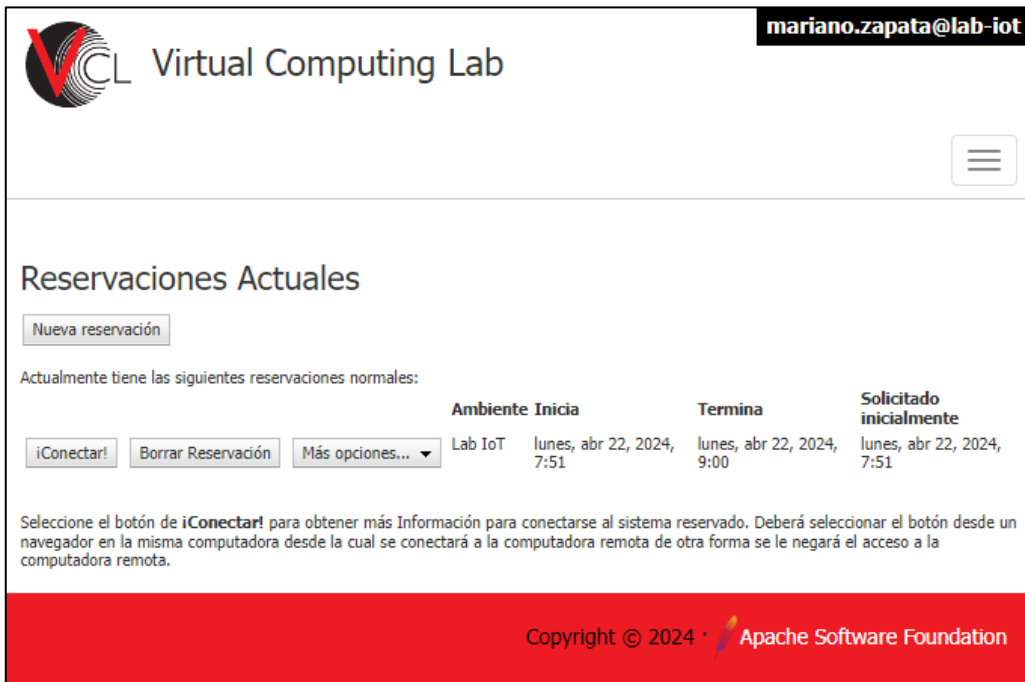 mariano.zapata@lab-iot
VCL Virtual Computing Lab
Reservaciones Actuales
Nueva reservación
Actualmente tiene las siguientes reservaciones normales:
Ambiente Inicia Termina Solicitado
inicialmente
¡Conectar! Borrar Reservación Más opciones... Lab IoT lunes, abr 22, 2024, lunes, abr 22, 2024, lunes, abr 22, 2024,
7:51 9:00 7:51
Seleccione el botón de ¡Conectar! para obtener más Información para conectarse al sistema reservado. Deberá seleccionar el botón desde un
navegador en la misma computadora desde la cual se conectará a la computadora remota de otra forma se le negará el acceso a la
computadora remota.
Copyright © 2024 · Apache Software Foundation